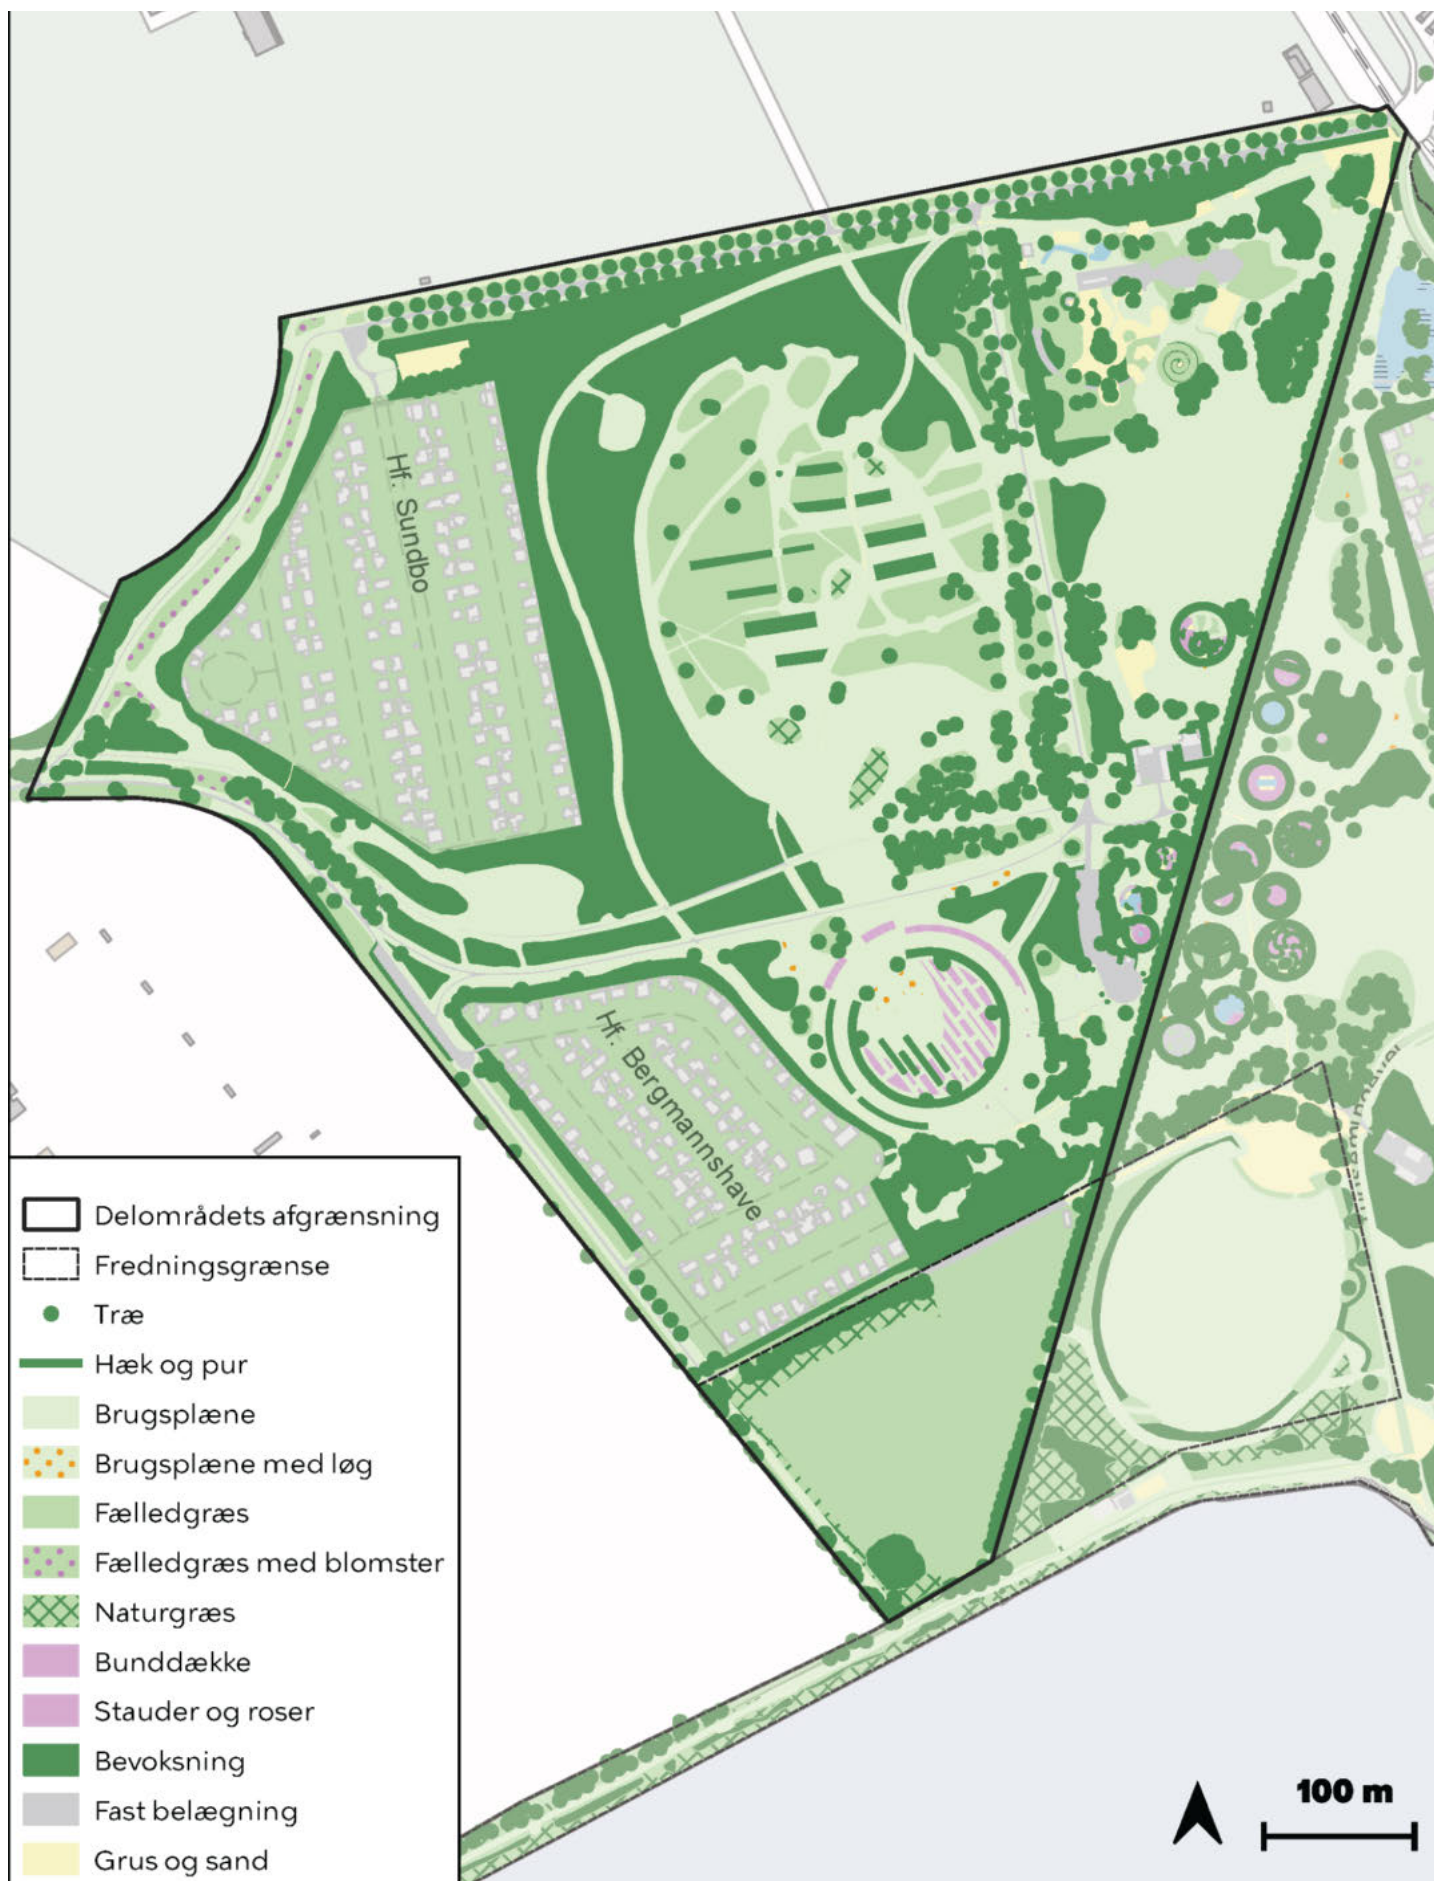 Hf. Sundbo
Hf. Bergmannshave
Delområdets afgrænsning
Fredningsgrænse
Træ
Hæk og pur
Brugsplæne
Brugsplæne med løg
Fælledgræs
Fælledgræs med blomster
Naturgræs
Bunddække
Stauder og roser
Bevoksning
Fast belægning
Grus og sand
100 m